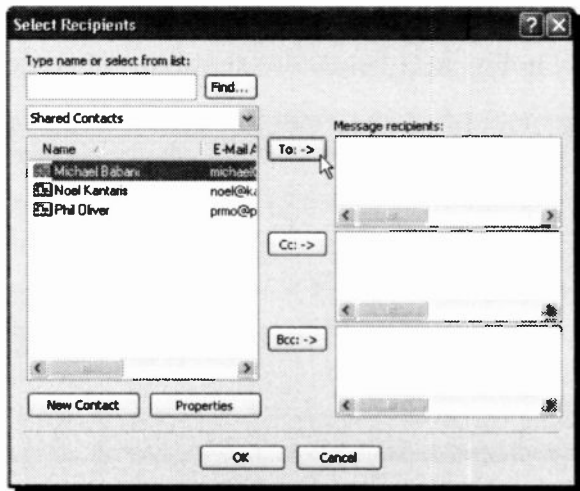 Select Recipients
Type name or select from list:
Find...
Shared Contacts
Name E-Mail A
Michael Babani michael@
Noel Kantaris noel@ka
Phil Oliver prmo@p
New Contact Properties
Message recipients:
To: ->
Cc: ->
Bcc: ->
OK Cancel